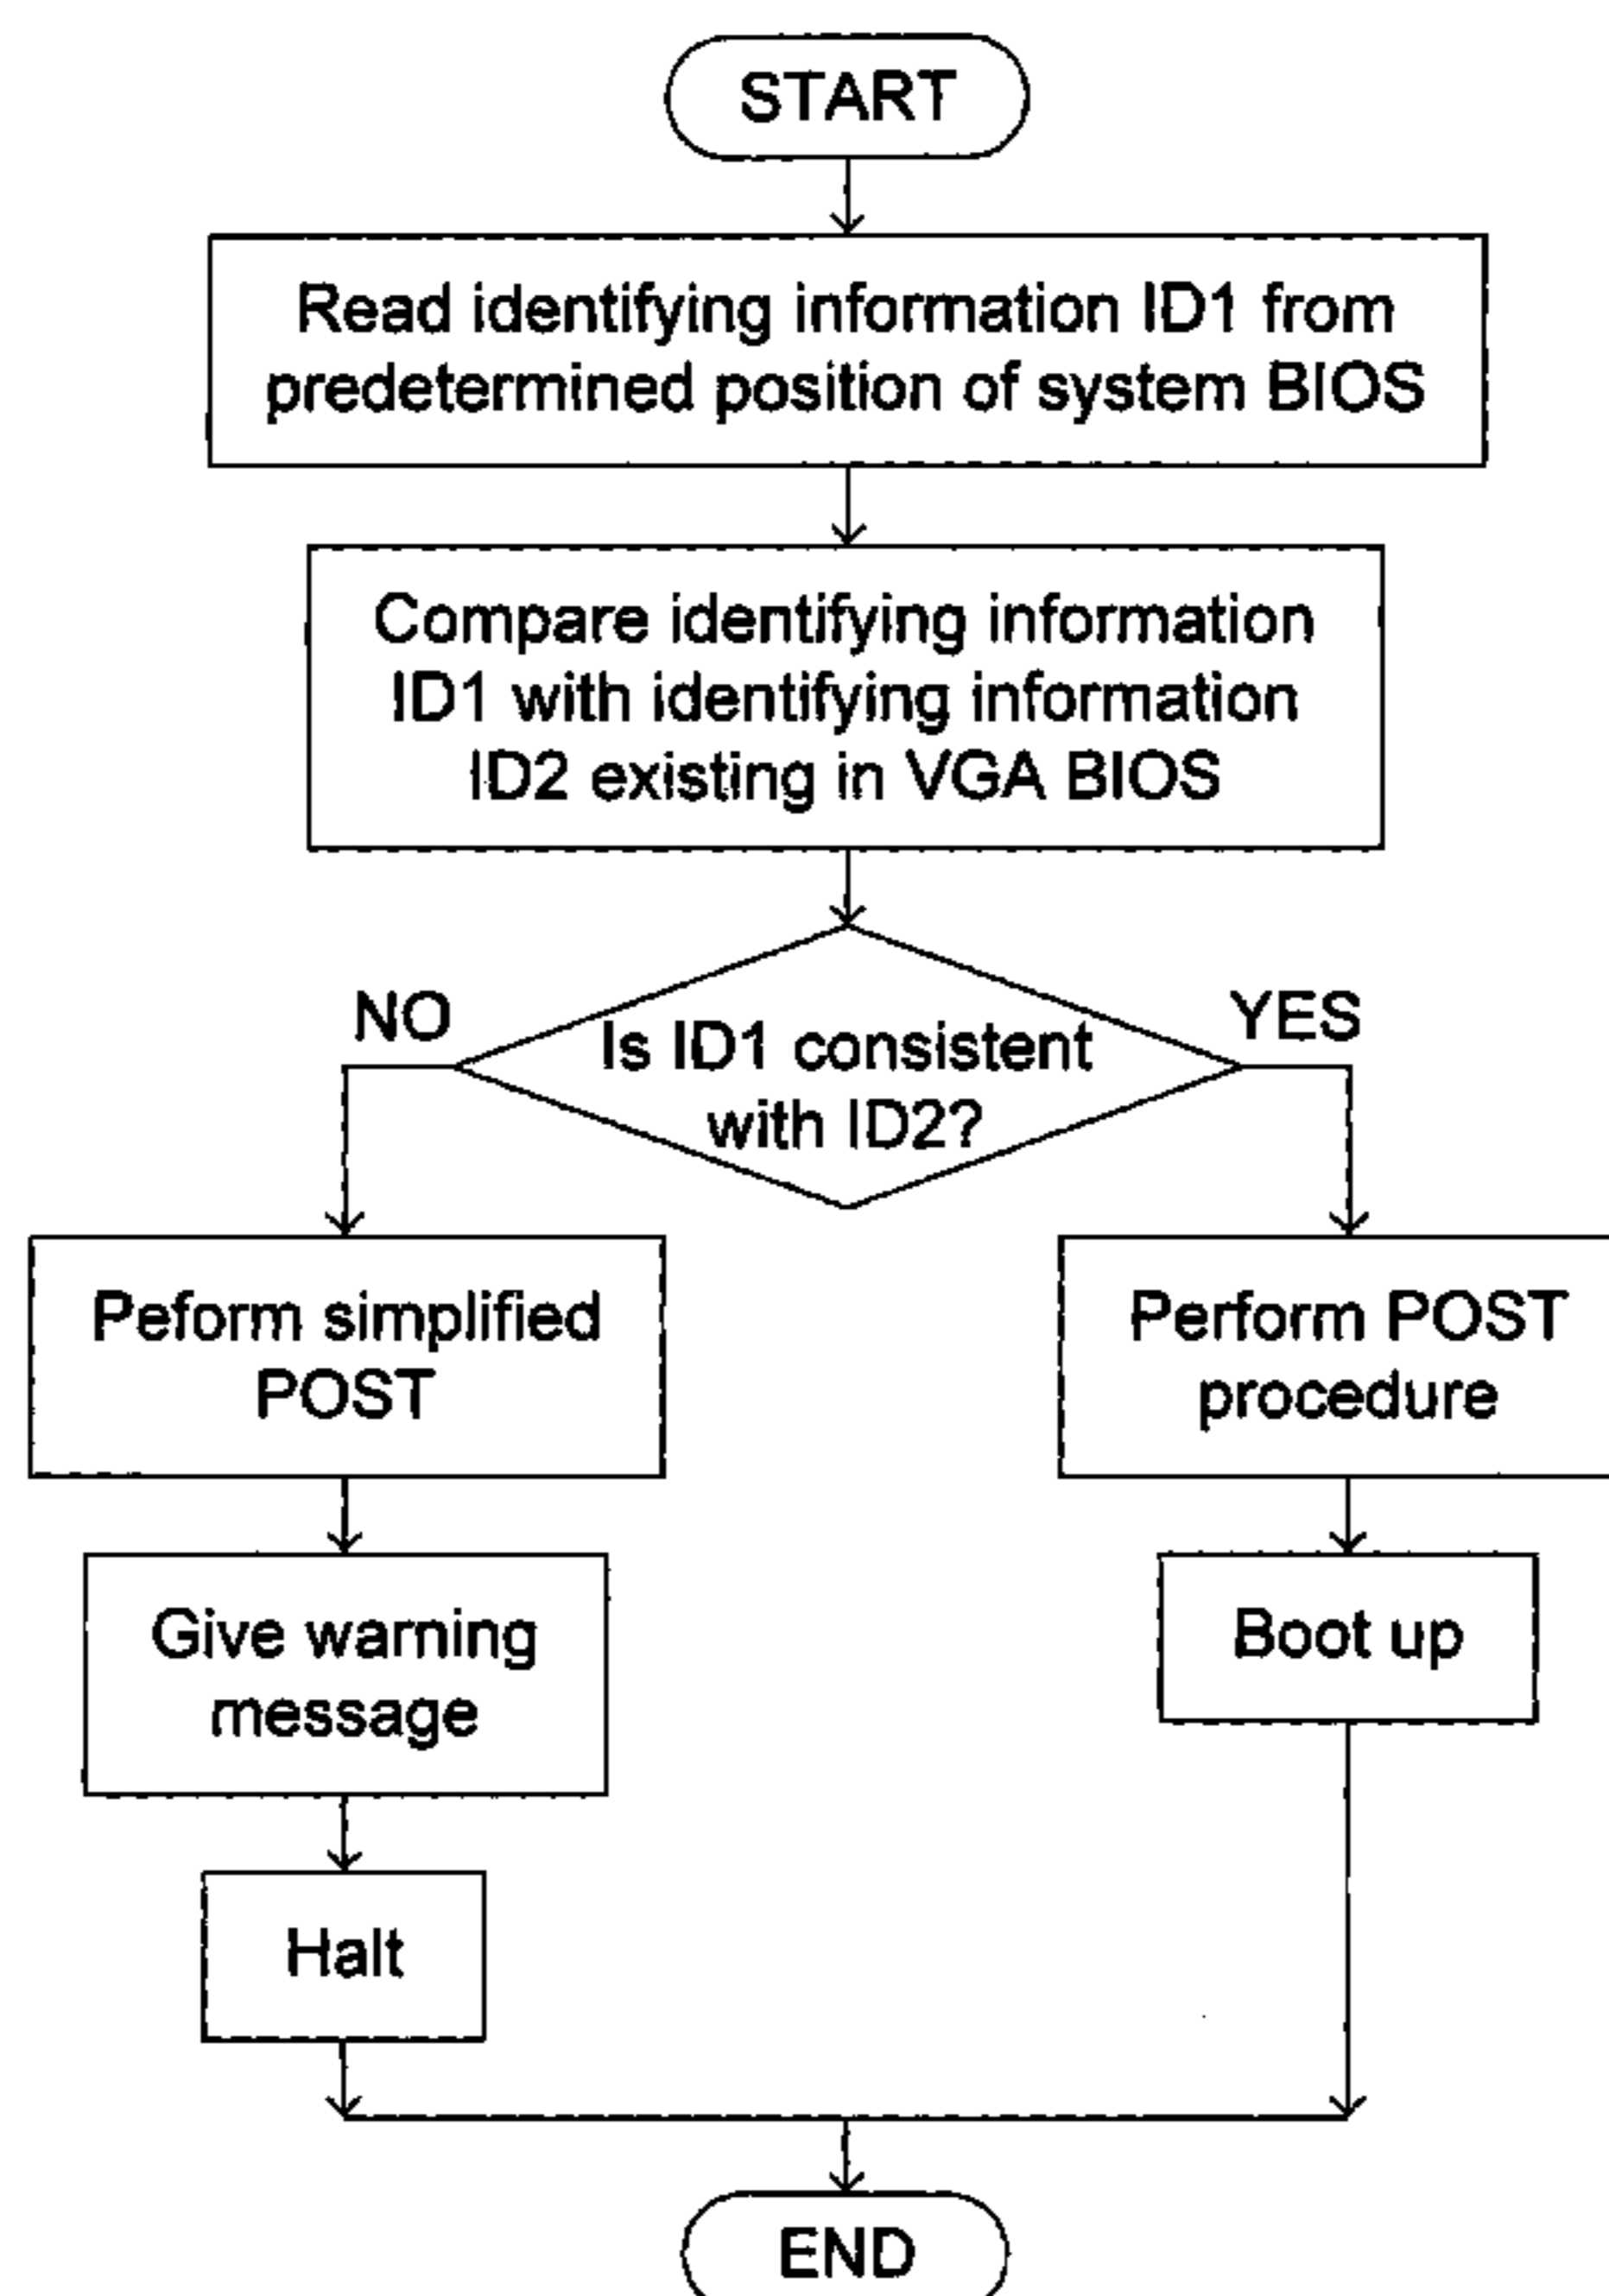 START
Read identifying information ID1 from
predetermined position of system BIOS
Compare identifying information
ID1 with identifying information
ID2 existing in VGA BIOS
NO
YES
Is ID1 consistent
with ID2?
Peform simplified
POST
Perform POST
procedure
Give warning
message
Boot up
Halt
END